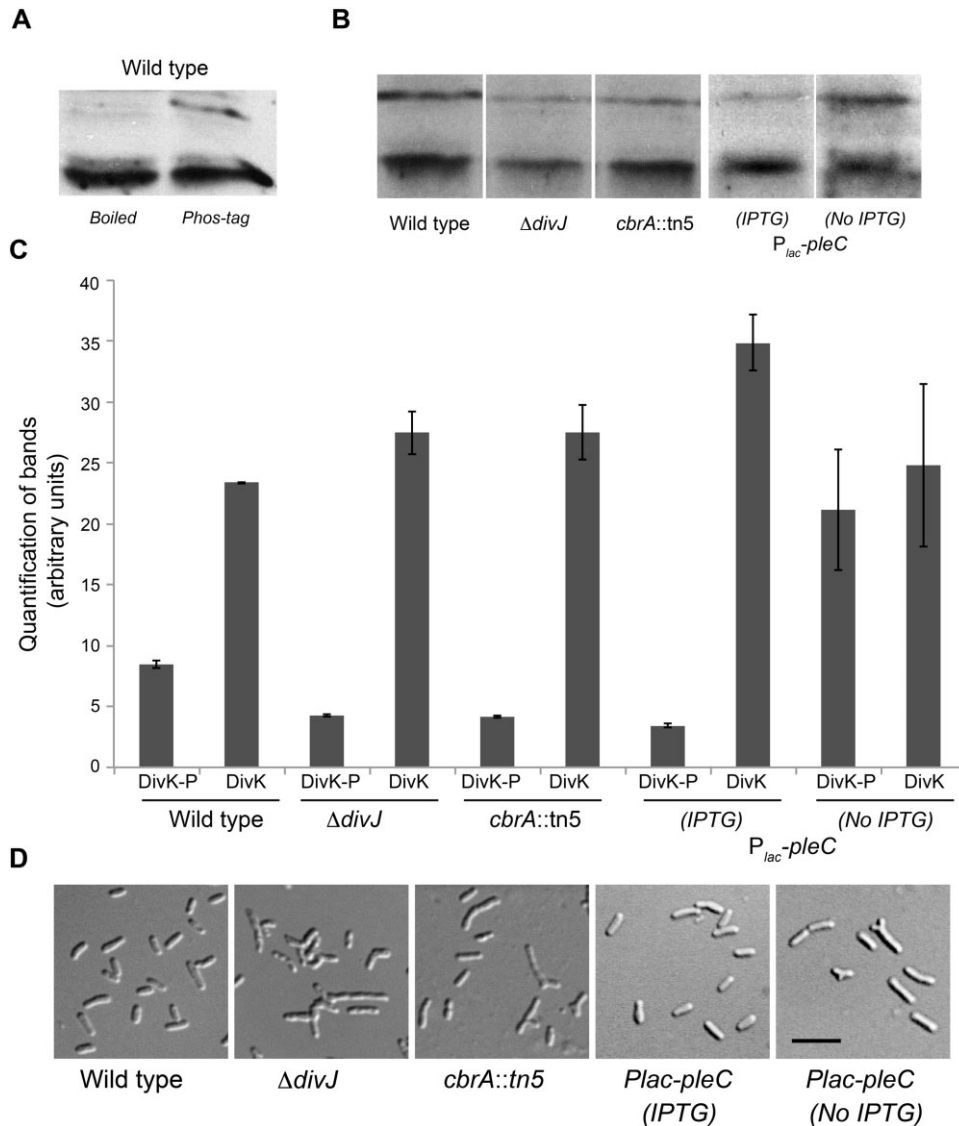 A
Wild type
Boiled Phos-tag
B
Wild type ΔdivJ cbrA::tn5 (IPTG) (No IPTG)
Plac-pleC
C
Quantification of bands
(arbitrary units)
40
35
30
25
20
15
10
5
0
DivK-P DivK DivK-P DivK DivK-P DivK DivK-P DivK DivK-P DivK
Wild type ΔdivJ cbrA::tn5 (IPTG) (No IPTG)
Plac-pleC
D
Wild type ΔdivJ cbrA::tn5 Plac-pleC Plac-pleC
(IPTG) (No IPTG)